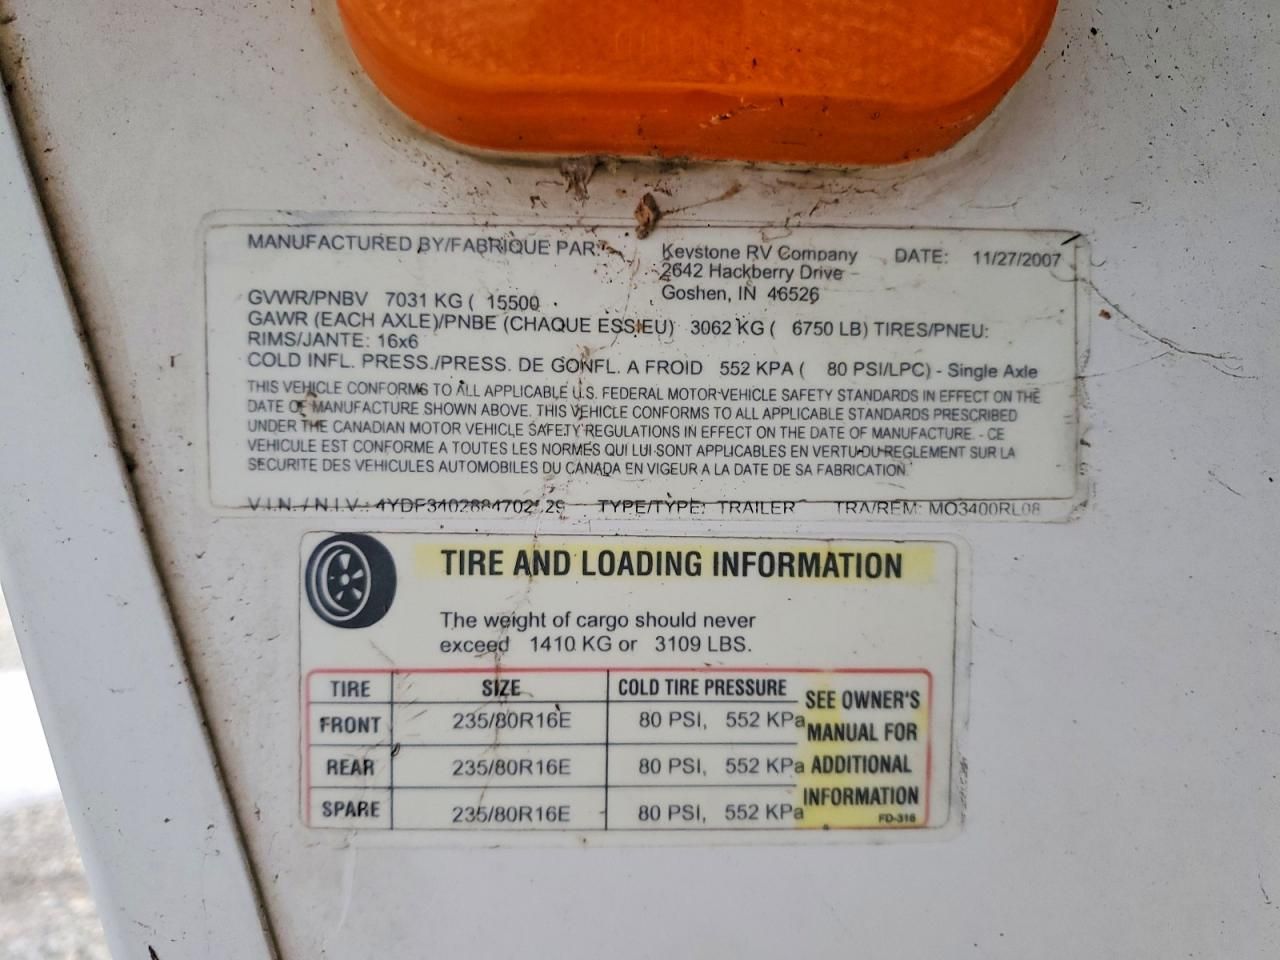 MANUFACTURED BY/FABRIQUE PAR: Keystone RV Company DATE: 11/27/2007
2642 Hackberry Drive
Goshen, IN 46526
GVWR/PNBV 7031 KG ( 15500
GAWR (EACH AXLE)/PNBE (CHAQUE ESSIEU) 3062 KG ( 6750 LB) TIRES/PNEU:
RIMS/JANTE: 16x6
COLD INFL. PRESS./PRESS. DE GONFL. A FROID 552 KPA ( 80 PSI/LPC) - Single Axle
THIS VEHICLE CONFORMS TO ALL APPLICABLE U.S. FEDERAL MOTOR VEHICLE SAFETY STANDARDS IN EFFECT ON THE
DATE OF MANUFACTURE SHOWN ABOVE. THIS VEHICLE CONFORMS TO ALL APPLICABLE STANDARDS PRESCRIBED
UNDER THE CANADIAN MOTOR VEHICLE SAFETY REGULATIONS IN EFFECT ON THE DATE OF MANUFACTURE. - CE
VEHICULE EST CONFORME A TOUTES LES NORMES QUI LUI SONT APPLICABLES EN VERTU DU REGLEMENT SUR LA
SECURITE DES VEHICULES AUTOMOBILES DU CANADA EN VIGEUR A LA DATE DE SA FABRICATION.
V.I.N. / N.I.V.: TYPE/TYPE: TRAILER TRA/REM: MO3400RL08
TIRE AND LOADING INFORMATION
The weight of cargo should never
exceed 1410 KG or 3109 LBS.
TIRE SIZE COLD TIRE PRESSURE
FRONT 235/80R16E 80 PSI, 552 KPa
REAR 235/80R16E 80 PSI, 552 KPa
SPARE 235/80R16E 80 PSI, 552 KPa
SEE OWNER'S
MANUAL FOR
ADDITIONAL
INFORMATION
FD-316